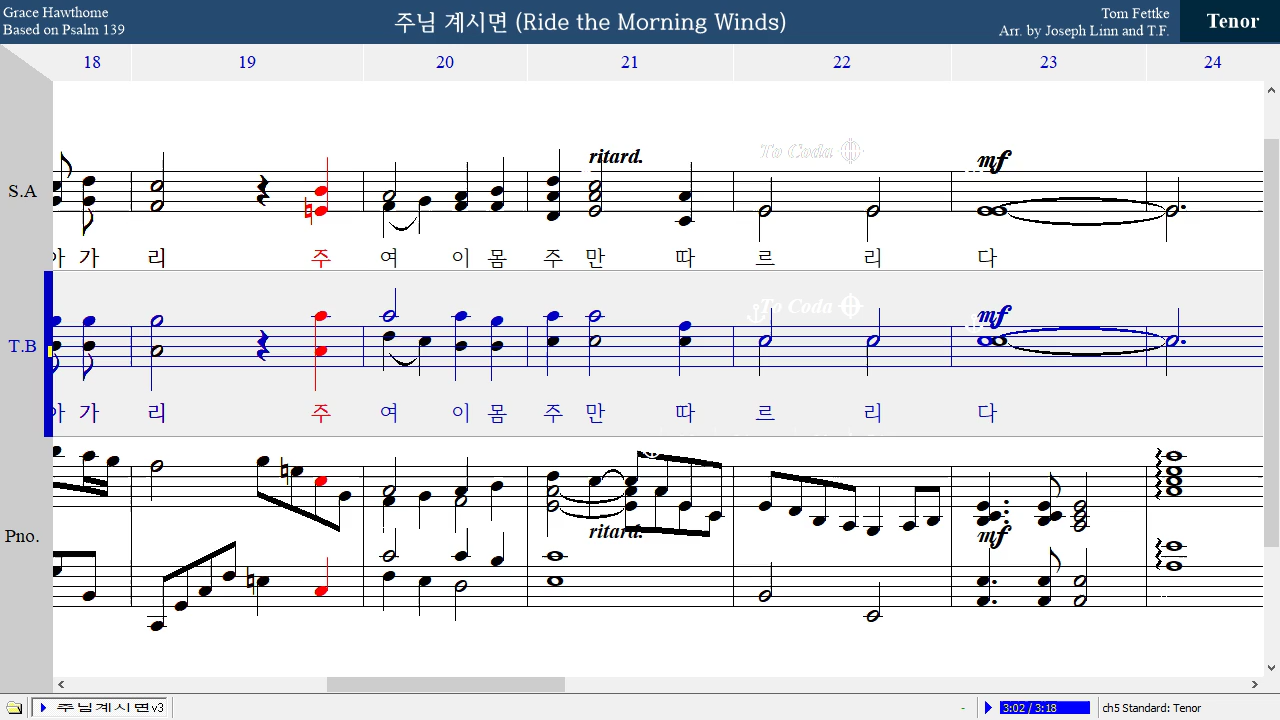 Grace Hawthorne
Based on Psalm 139
주님 계시면 (Ride the Morning Winds)
Tom Fettke
Arr. by Joseph Linn and T.F.
Tenor
18 19 20 21 22 23 24
ritard. To Coda mf
S.A
아 가 리 주 여 이 몸 주 만 따 르 리 다
To Coda mf
T.B
아 가 리 주 여 이 몸 주 만 따 르 리 다
Pno.
ritard. mf
주님계시면v3
3:02 / 3:18
ch5 Standard: Tenor